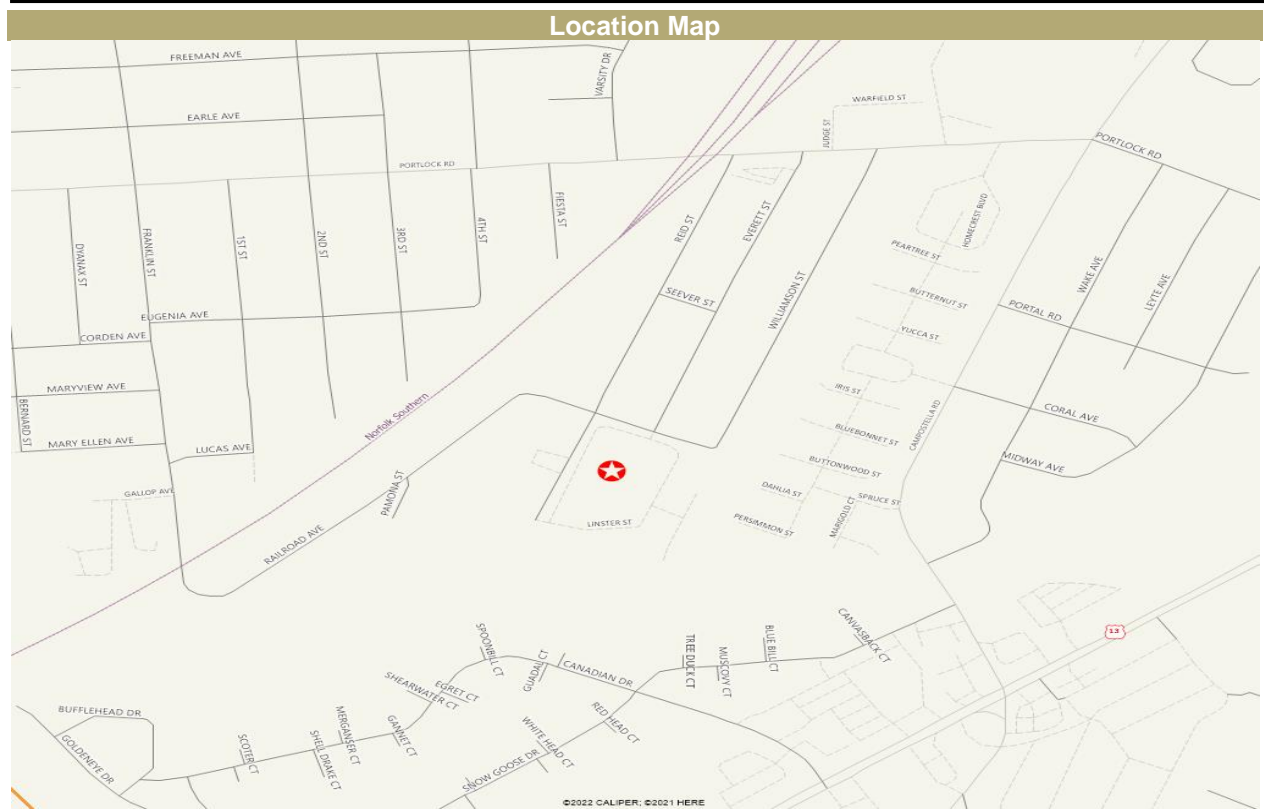 Location Map
FREEMAN AVE
VARSITY DR
EARLE AVE
WARFIELD ST
JUDGE ST
PORTLOCK RD
PORTLOCK RD
DYANAX ST
FRANKLIN ST
1ST ST
2ND ST
3RD ST
4TH ST
FIESTA ST
REID ST
EVERETT ST
HOMECREST BLVD
PEARTREE ST
WAKE AVE
LEYTE AVE
SEEVER ST
WILLIAMSON ST
BUTTERNUT ST
PORTAL RD
EUGENIA AVE
CORDEN AVE
YUCCA ST
MARYVIEW AVE
BERNARD ST
Norfolk Southern
IRIS ST
CAMPOSTELLA RD
CORAL AVE
MARY ELLEN AVE
LUCAS AVE
BLUEBONNET ST
MIDWAY AVE
GALLOP AVE
PAMONA ST
BUTTONWOOD ST
DAHLIA ST
SPRUCE ST
MARIGOLD CT
LINSTER ST
PERSIMMON ST
RAILROAD AVE
13
SPOONBILL CT
GUADAL CT
CANADIAN DR
TREE DUCK CT
MUSCOVY CT
BLUE BILL CT
CANVASBACK CT
SHEARWATER CT
EGRET CT
BUFFLEHEAD DR
GOLDENEYE DR
SCOTER CT
SHELL DRAKE CT
MERGANSER CT
GANNET CT
WHITE HEAD CT
RED HEAD CT
SNOW GOOSE DR
©2022 CALIPER; ©2021 HERE